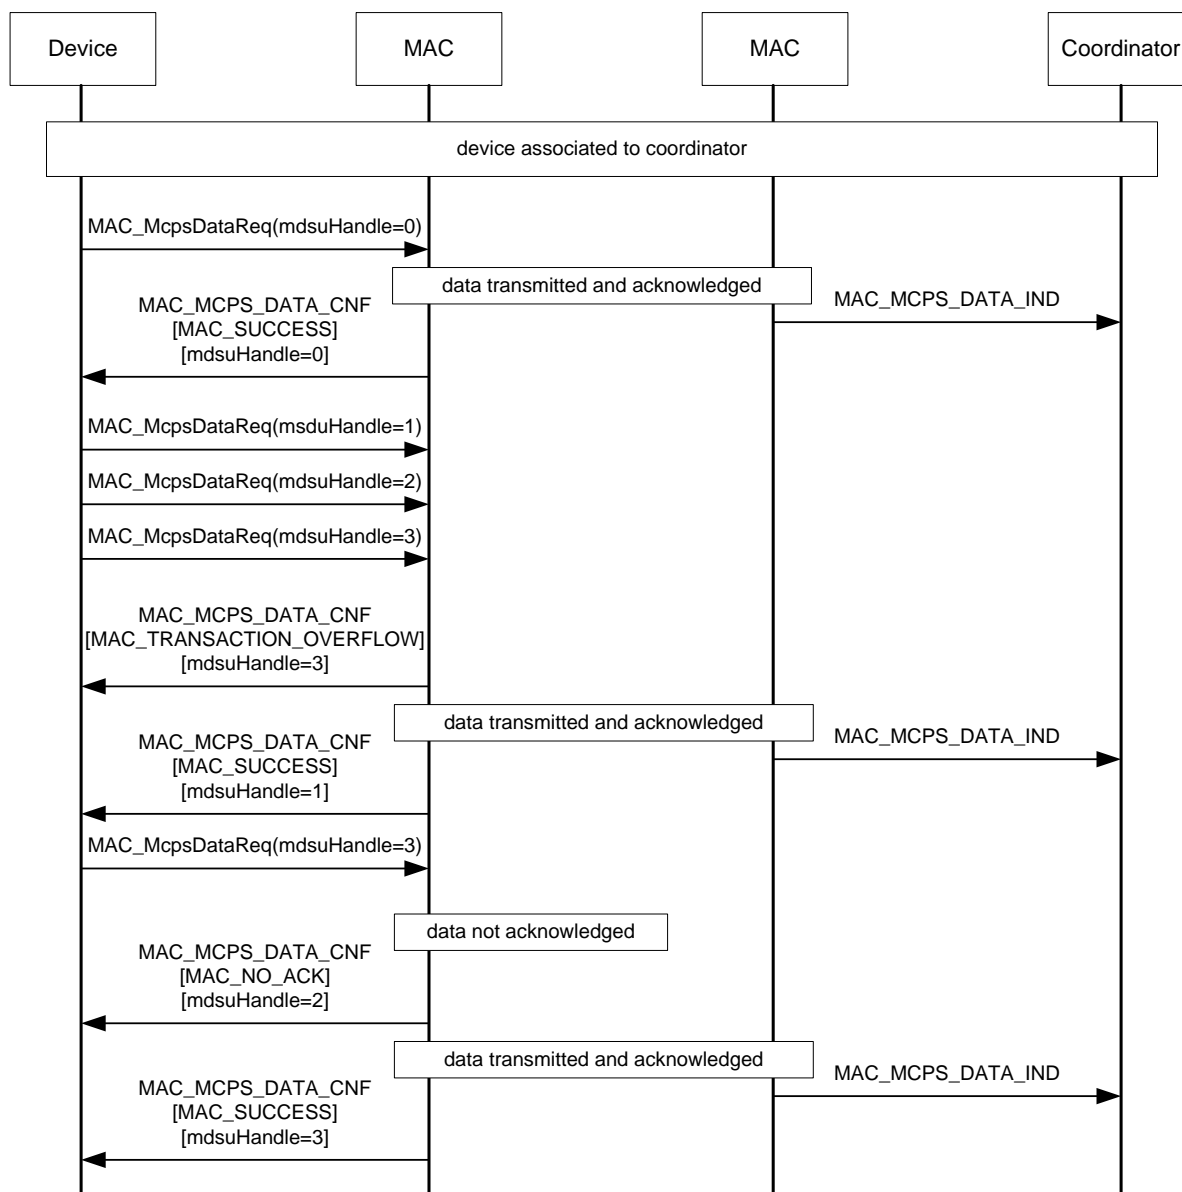 Device
MAC
MAC
Coordinator
device associated to coordinator
MAC_McpsDataReq(mdsuHandle=0)
data transmitted and acknowledged
MAC_MCPS_DATA_CNF
[MAC_SUCCESS]
[mdsuHandle=0]
MAC_MCPS_DATA_IND
MAC_McpsDataReq(msduHandle=1)
MAC_McpsDataReq(mdsuHandle=2)
MAC_McpsDataReq(mdsuHandle=3)
MAC_MCPS_DATA_CNF
[MAC_TRANSACTION_OVERFLOW]
[mdsuHandle=3]
data transmitted and acknowledged
MAC_MCPS_DATA_CNF
[MAC_SUCCESS]
[mdsuHandle=1]
MAC_MCPS_DATA_IND
MAC_McpsDataReq(mdsuHandle=3)
data not acknowledged
MAC_MCPS_DATA_CNF
[MAC_NO_ACK]
[mdsuHandle=2]
data transmitted and acknowledged
MAC_MCPS_DATA_CNF
[MAC_SUCCESS]
[mdsuHandle=3]
MAC_MCPS_DATA_IND